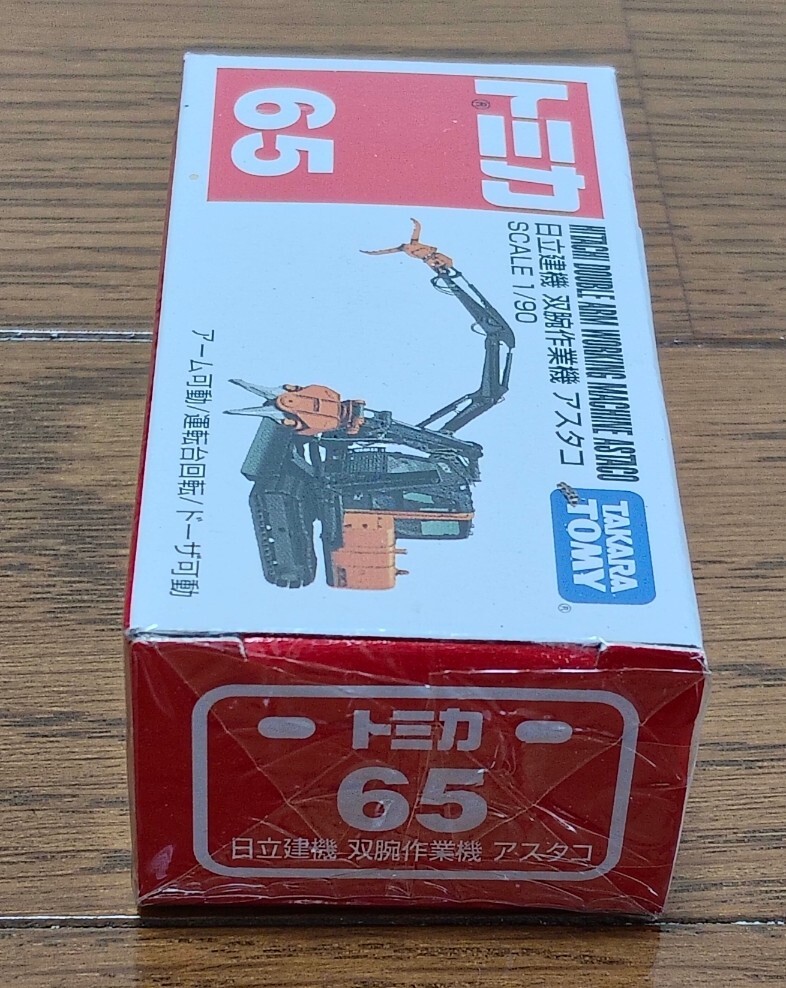 トミカ®
65
HITACHI DOUBLE ARM WORKING MACHINE ASTACO
日立建機 双腕作業機 アスタコ
SCALE 1/90
アーム可動/運転台回転/ドーザ可動
TAKARA
TOMY®
トミカ
65
日立建機 双腕作業機 アスタコ